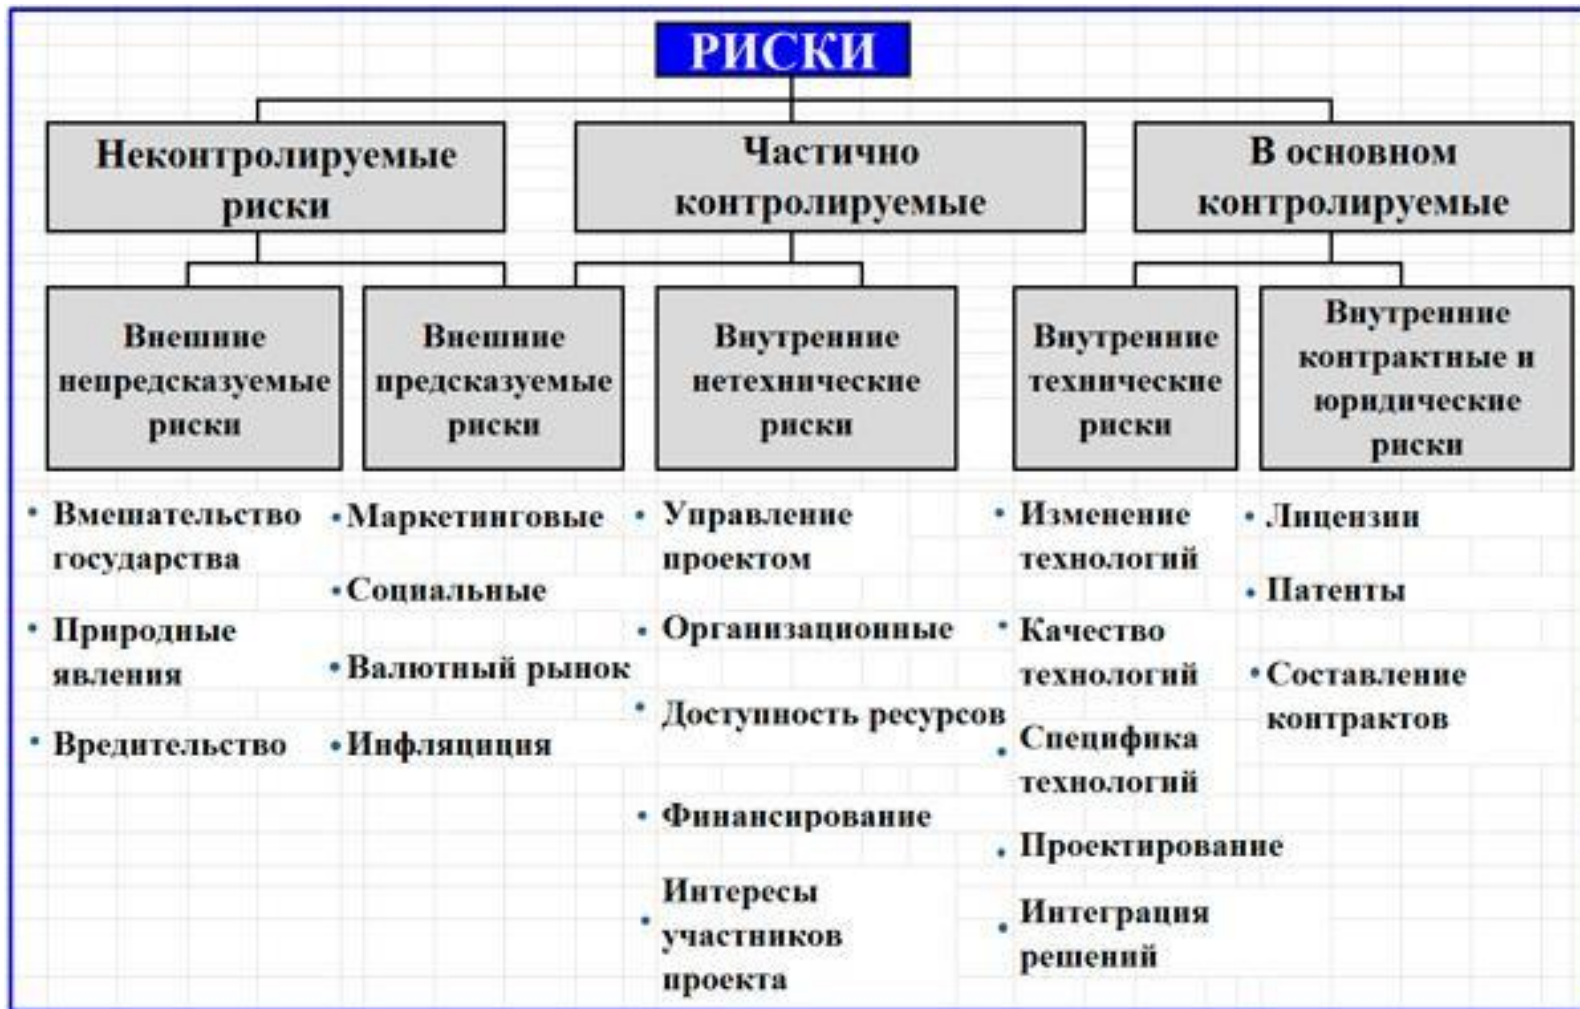 РИСКИ
Неконтролируемые
риски
Частично
контролируемые
В основном
контролируемые
Внешние
непредсказуемые
риски
Внешние
предсказуемые
риски
Внутренние
нетехнические
риски
Внутренние
технические
риски
Внутренние
контрактные и
юридические
риски
• Вмешательство
государства
• Природные
явления
• Вредительство
• Маркетинговые
• Социальные
• Валютный рынок
• Инфляциция
• Управление
проектом
• Организационные
• Доступность ресурсов
• Финансирование
• Интересы
участников
проекта
• Изменение
технологий
• Качество
технологий
• Специфика
технологий
• Проектирование
• Интеграция
решений
• Лицензии
• Патенты
• Составление
контрактов